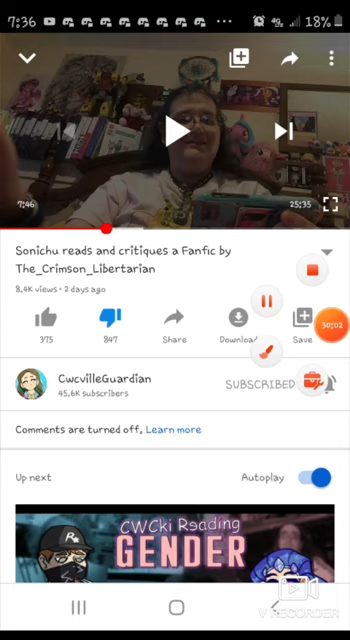 7:36
4G
18%
7:46
25:35
Sonichu reads and critiques a Fanfic by
The_Crimson_Libertarian
8.4K views • 2 days ago
375
847
Share
Download
Save
30:02
CwcvilleGuardian
45.6K subscribers
SUBSCRIBED
Comments are turned off. Learn more
Up next
Autoplay
CWCki Reading
GENDER
R
V RECORDER